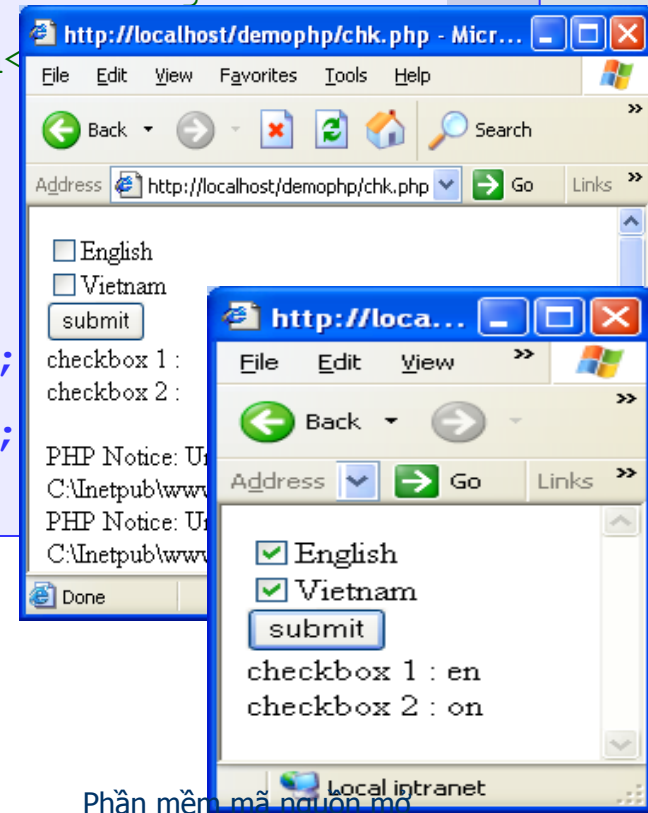 http://localhost/demophp/chk.php - Micr...
File Edit View Favorites Tools Help
Back Search
Address http://localhost/demophp/chk.php Go Links
English
Vietnam
submit
checkbox 1 :
checkbox 2 :
PHP Notice:
C:\Inetpub\www
PHP Notice:
C:\Inetpub\www
Done
;
;
http://loca...
File Edit View
Back
Address Go Links
English
Vietnam
submit
checkbox 1 : en
checkbox 2 : on
Local intranet
Phần mềm mã nguồn mở